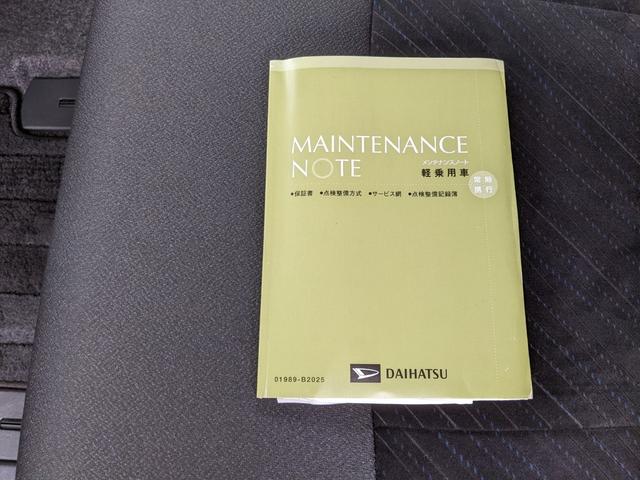 MAINTENANCE
NOTE
メンテナンスノート
軽乗用車
常時
携行
●保証書 ●点検整備方式 ●サービス網 ●点検整備記録簿
01989-B2025
DAIHATSU